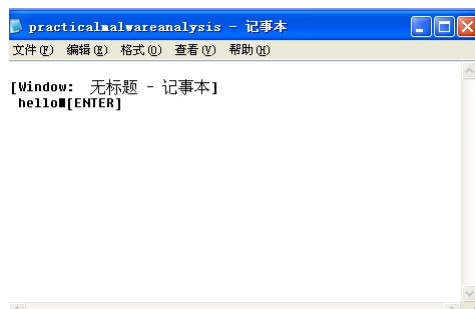 practicalmalwareanalysis - 记事本
文件(F) 编辑(E) 格式(O) 查看(V) 帮助(H)
[Window: 无标题 - 记事本]
hello■[ENTER]